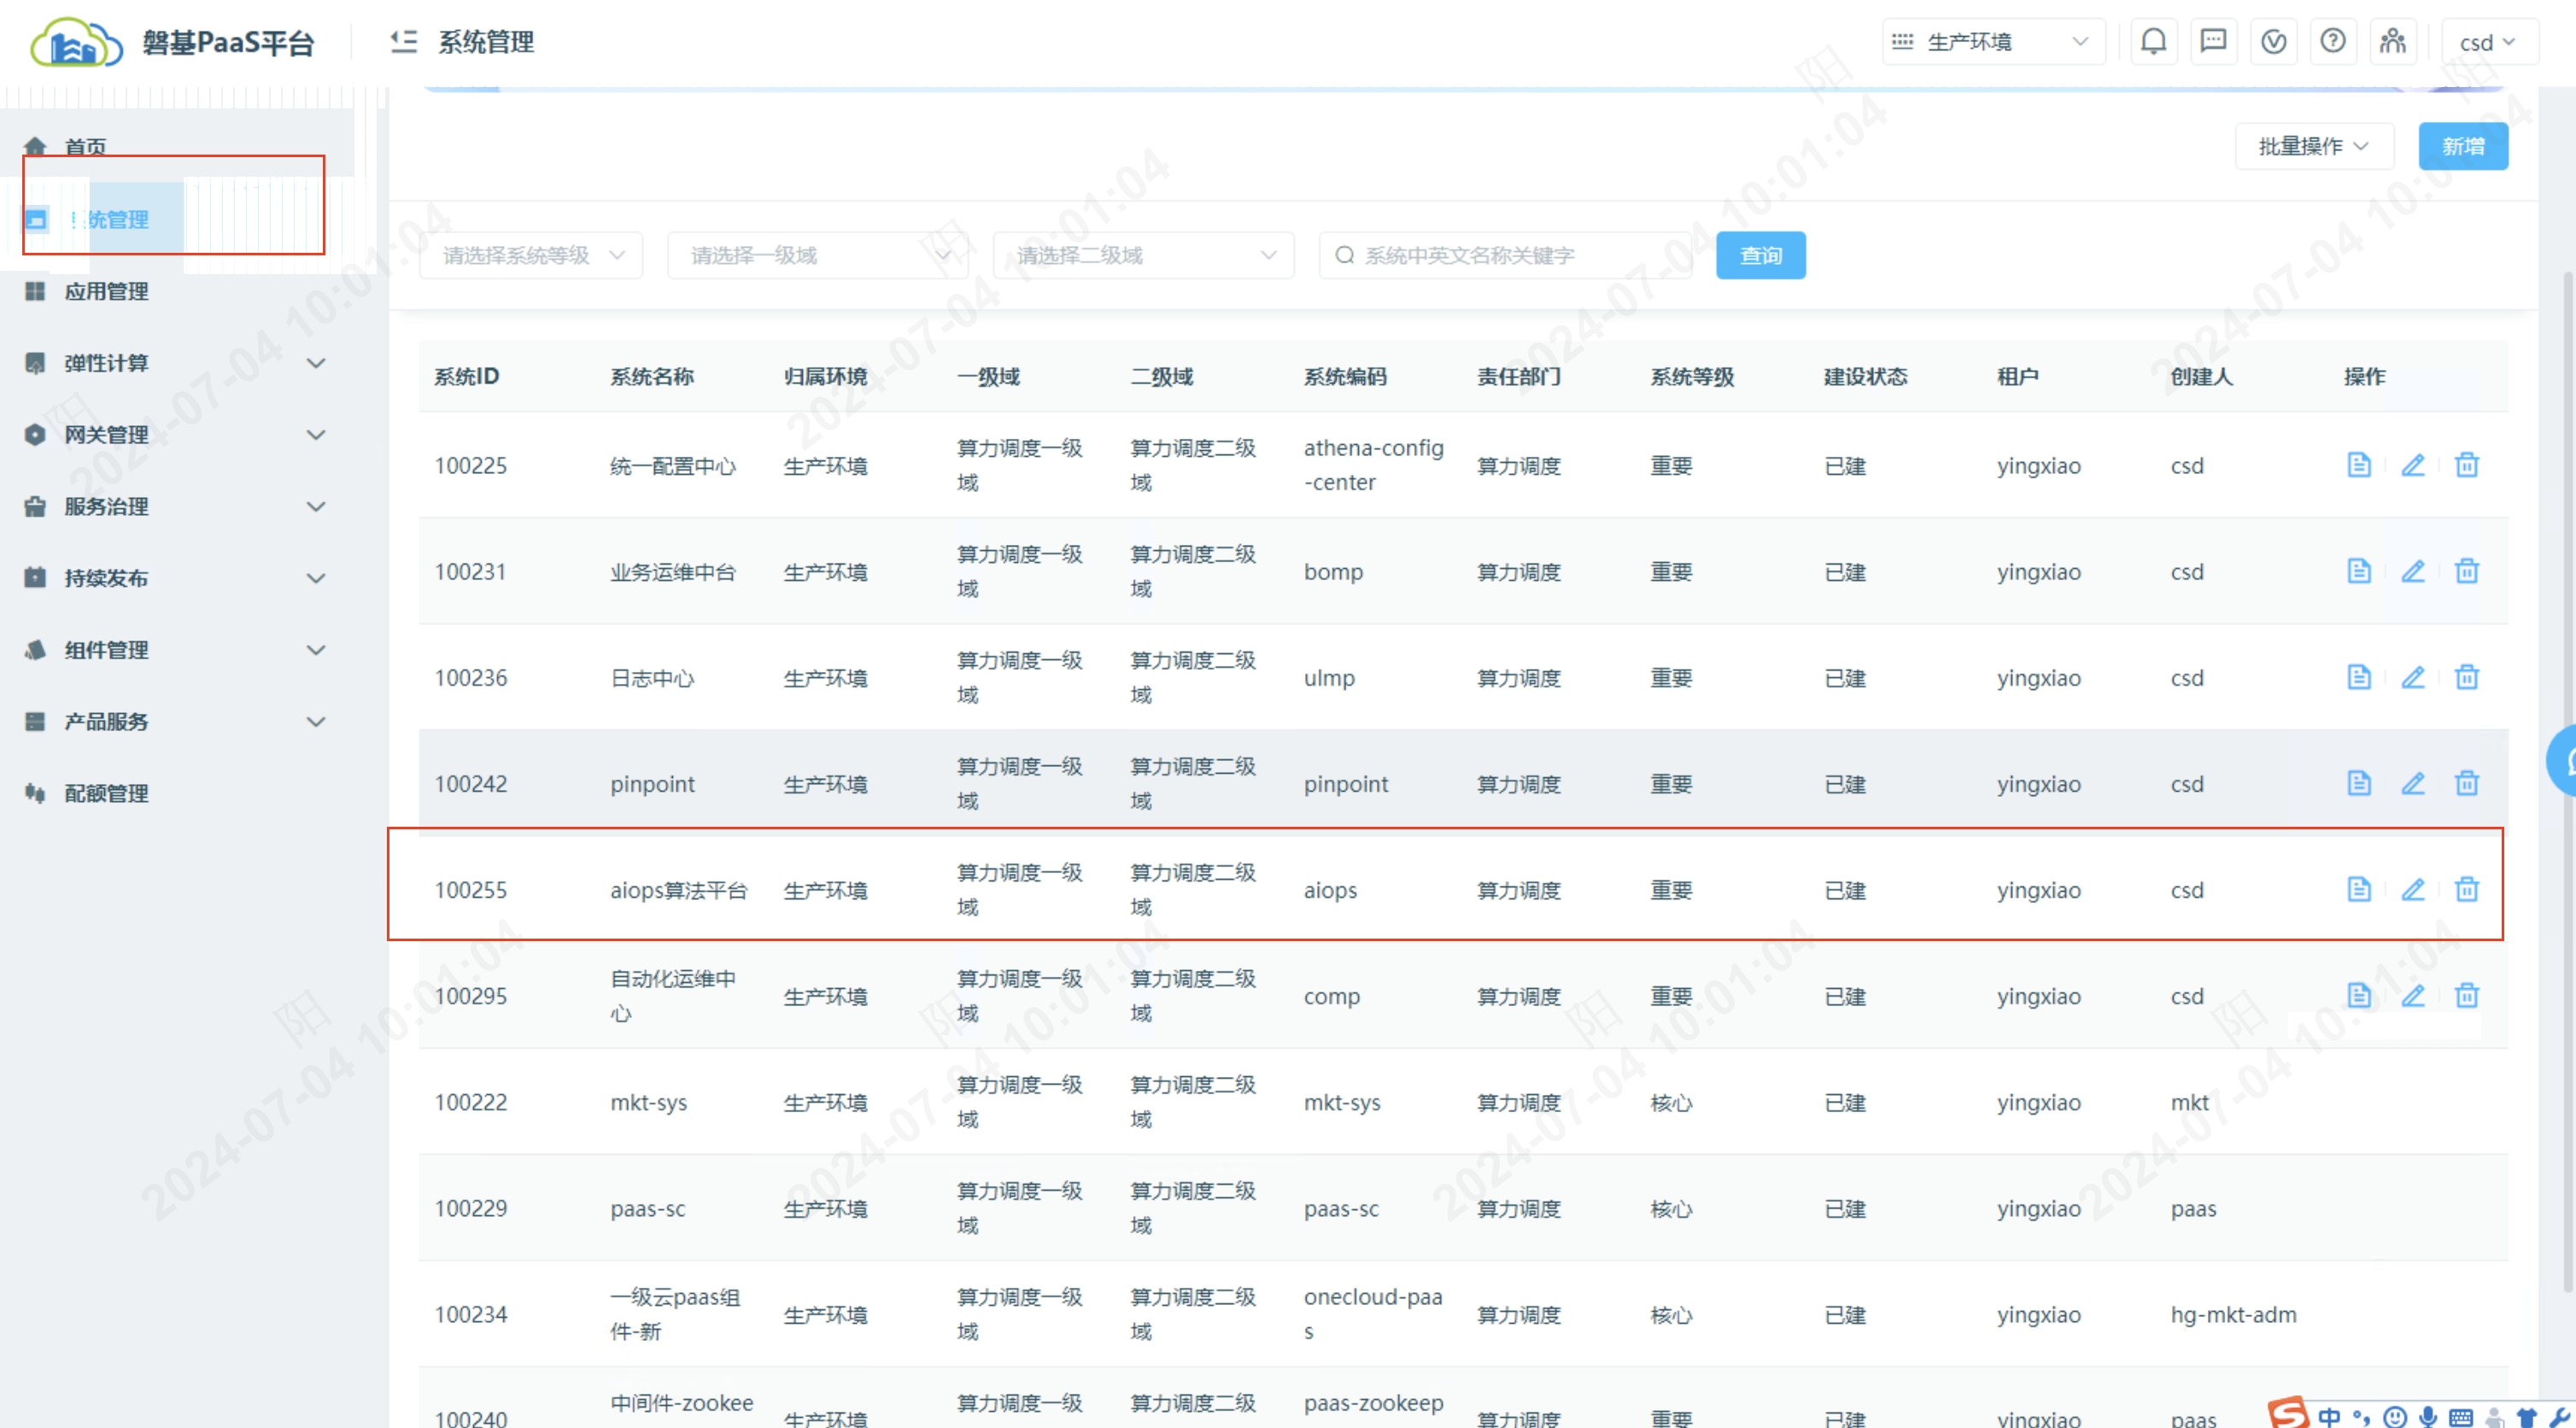 磐基PaaS平台
系统管理
生产环境
csd
首页
系统管理
应用管理
弹性计算
网关管理
服务治理
持续发布
组件管理
产品服务
配额管理
批量操作
新增
请选择系统等级
请选择一级域
请选择二级域
系统中英文名称关键字
查询
系统ID 系统名称 归属环境 一级域 二级域 系统编码 责任部门 系统等级 建设状态 租户 创建人 操作
100225 统一配置中心 生产环境 算力调度一级域 算力调度二级域 athena-config-center 算力调度 重要 已建 yingxiao csd
100231 业务运维中台 生产环境 算力调度一级域 算力调度二级域 bomp 算力调度 重要 已建 yingxiao csd
100236 日志中心 生产环境 算力调度一级域 算力调度二级域 ulmp 算力调度 重要 已建 yingxiao csd
100242 pinpoint 生产环境 算力调度一级域 算力调度二级域 pinpoint 算力调度 重要 已建 yingxiao csd
100255 aiops算法平台 生产环境 算力调度一级域 算力调度二级域 aiops 算力调度 重要 已建 yingxiao csd
100295 自动化运维中心 生产环境 算力调度一级域 算力调度二级域 comp 算力调度 重要 已建 yingxiao csd
100222 mkt-sys 生产环境 算力调度一级域 算力调度二级域 mkt-sys 算力调度 核心 已建 yingxiao mkt
100229 paas-sc 生产环境 算力调度一级域 算力调度二级域 paas-sc 算力调度 核心 已建 yingxiao paas
100234 一级云paas组件-新 生产环境 算力调度一级域 算力调度二级域 onecloud-paas 算力调度 核心 已建 yingxiao hg-mkt-adm
100240 中间件-zookee 生产环境 算力调度一级 算力调度二级 paas-zookeep 算力调度 重要 已建 yingxiao paas
中
阳
2024-07-04 10:01:04